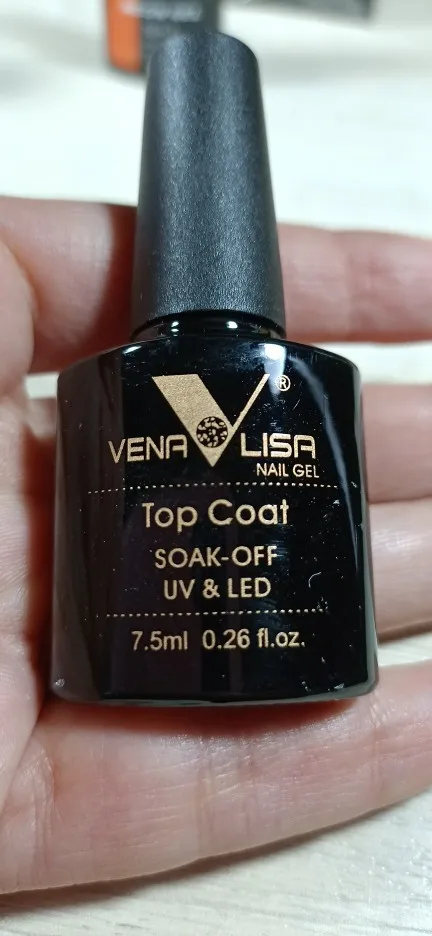 VENA LISA ®
NAIL GEL
Top Coat
SOAK-OFF
UV & LED
7.5ml 0.26 fl.oz.